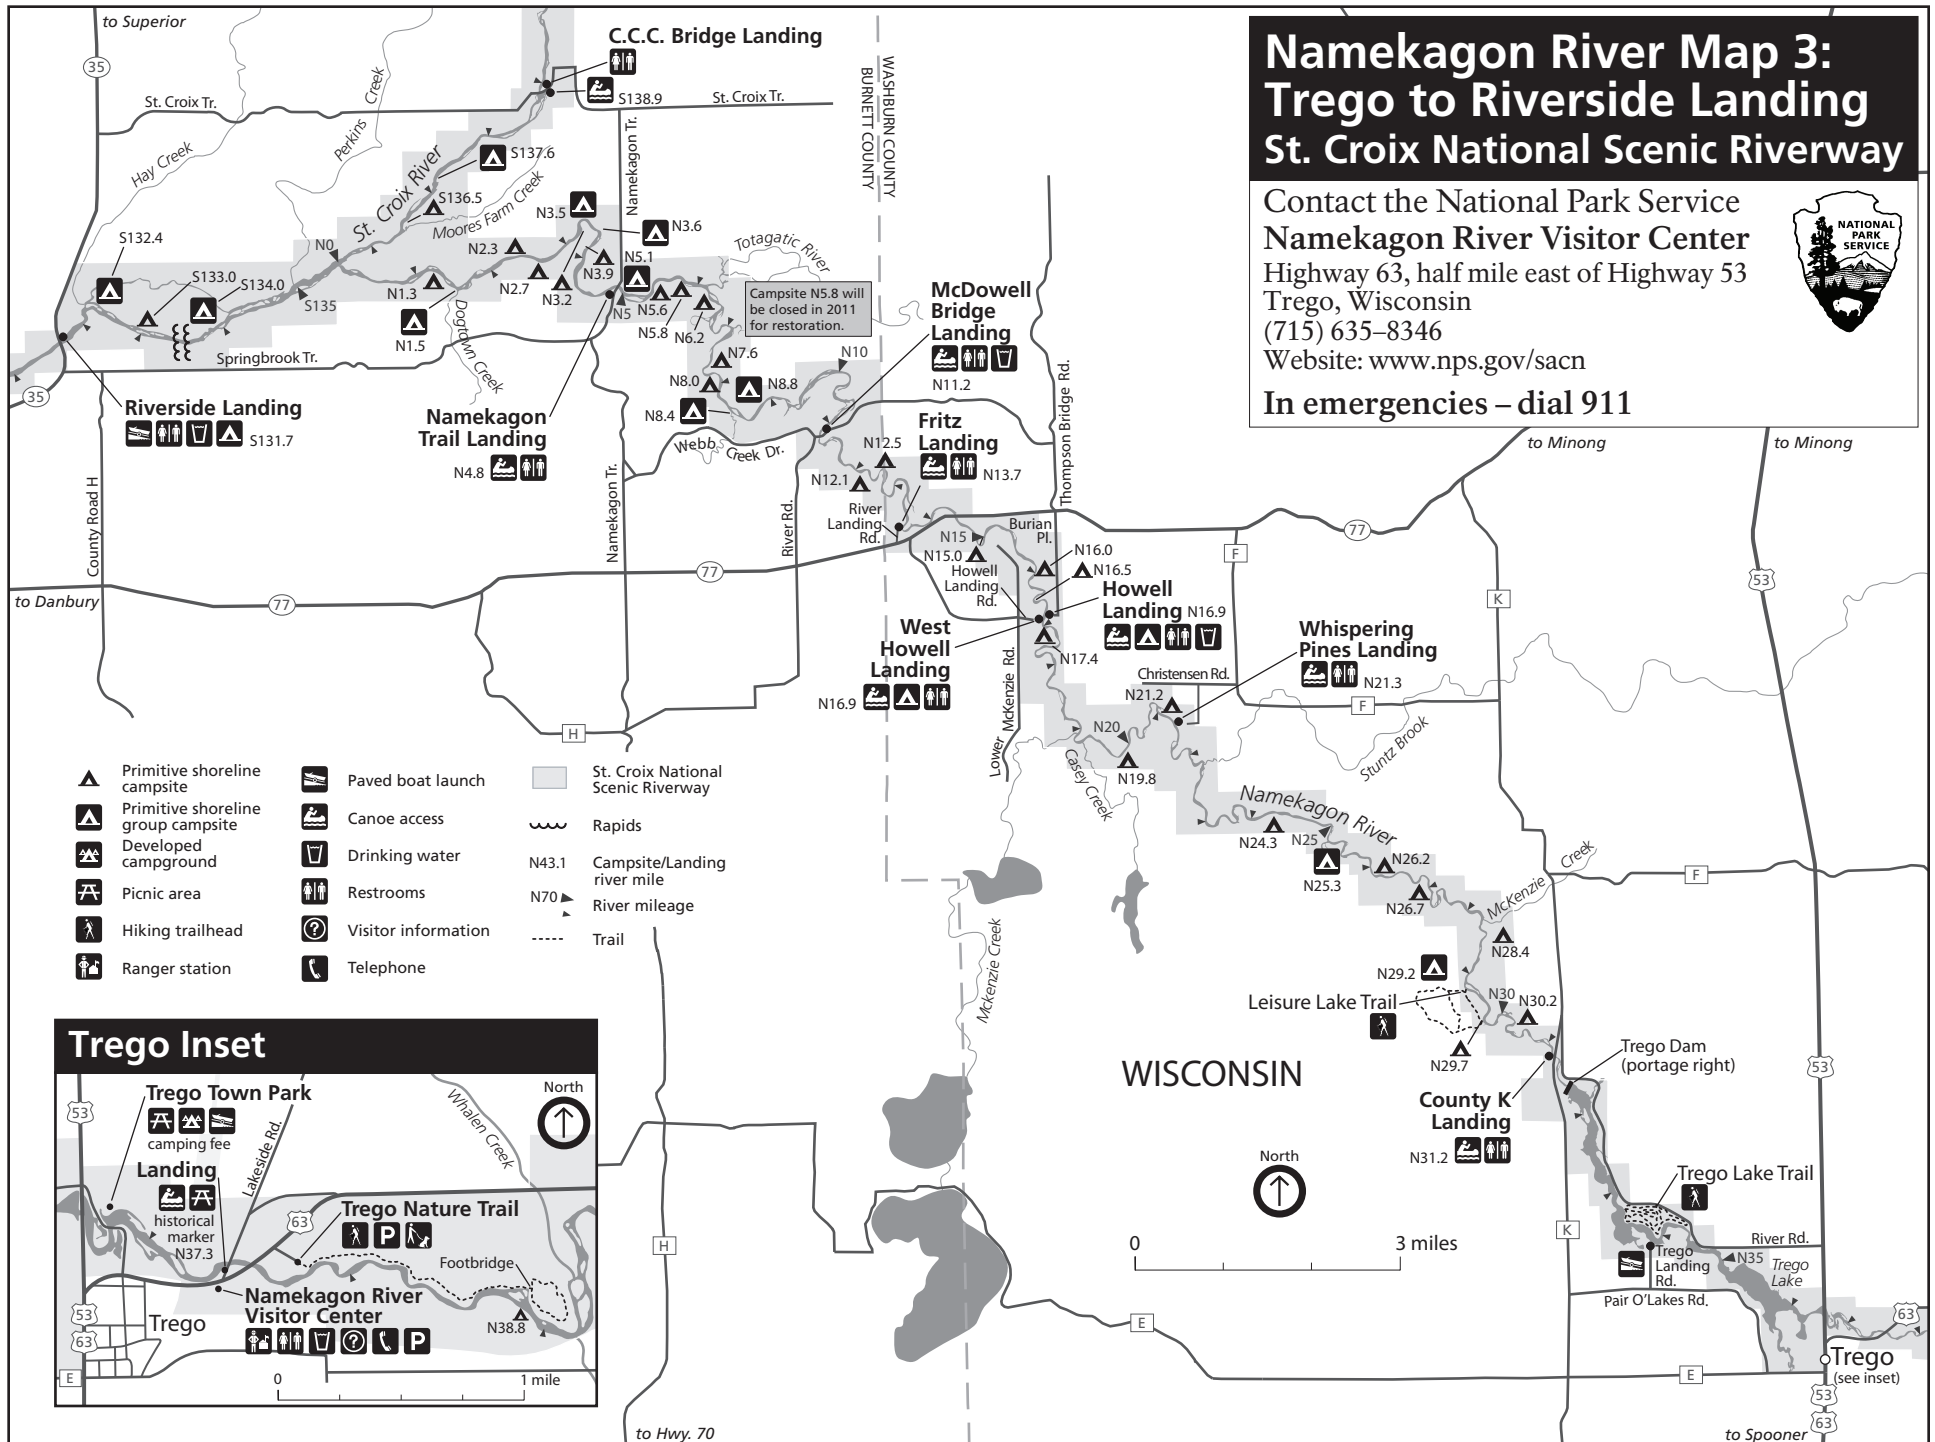 Namekagon River Map 3:
Trego to Riverside Landing
St. Croix National Scenic Riverway
Contact the National Park Service
Namekagon River Visitor Center
Highway 63, half mile east of Highway 53
Trego, Wisconsin
(715) 635–8346
Website: www.nps.gov/sacn
In emergencies – dial 911
NATIONAL
PARK
SERVICE
to Superior
35
St. Croix Tr.
Hay Creek
Perkins
Creek
C.C.C. Bridge Landing
S138.9
St. Croix Tr.
WASHBURN COUNTY
BURNETT COUNTY
Namekagon Tr.
St. Croix River
S137.6
S136.5
Moores Farm Creek
N3.5
N3.6
N2.3
N3.9
N5.1
Totagatic River
S132.4
S133.0
S134.0
N0
S135
N1.3
N2.7
N3.2
N5
N5.6
N5.8
N6.2
Campsite N5.8 will
be closed in 2011
for restoration.
N1.5
Dogtown Creek
Springbrook Tr.
35
Riverside Landing
S131.7
Namekagon
Trail Landing
N4.8
N7.6
N8.0
N8.8
N8.4
N10
Webb
Creek Dr.
McDowell
Bridge
Landing
N11.2
Fritz
Landing
N13.7
N12.5
N12.1
River
Landing
Rd.
County Road H
Namekagon Tr.
River Rd.
Thompson Bridge Rd.
to Minong
to Minong
to Danbury
77
77
77
N15
N15.0
Burian
Pl.
N16.0
N16.5
Howell
Landing
Rd.
Howell
Landing
N16.9
West
Howell
Landing
N16.9
N17.4
Lower
McKenzie Rd.
Christensen Rd.
N21.2
Whispering
Pines Landing
N21.3
F
K
53
F
H
N20
N19.8
Casey Creek
Stuntz Brook
Namekagon River
N24.3
N25
N25.3
N26.2
N26.7
McKenzie
Creek
F
N28.4
N29.2
Leisure Lake Trail
N30
N30.2
N29.7
Trego Dam
(portage right)
53
County K
Landing
N31.2
WISCONSIN
Mckenzie Creek
North
0
3 miles
Trego Lake Trail
K
River Rd.
N35
Trego
Landing
Rd.
Trego
Lake
Pair O'Lakes Rd.
63
Trego
(see inset)
H
E
E
53
63
to Hwy. 70
to Spooner
Primitive shoreline
campsite
Primitive shoreline
group campsite
Developed
campground
Picnic area
Hiking trailhead
Ranger station
Paved boat launch
Canoe access
Drinking water
Restrooms
Visitor information
Telephone
St. Croix National
Scenic Riverway
Rapids
N43.1
Campsite/Landing
river mile
N70
River mileage
Trail
Trego Inset
53
Trego Town Park
camping fee
Landing
historical
marker
N37.3
Lakeside Rd.
Whalen Creek
North
63
Trego Nature Trail
P
Footbridge
Namekagon River
Visitor Center
?
P
N38.8
53
63
Trego
E
0
1 mile